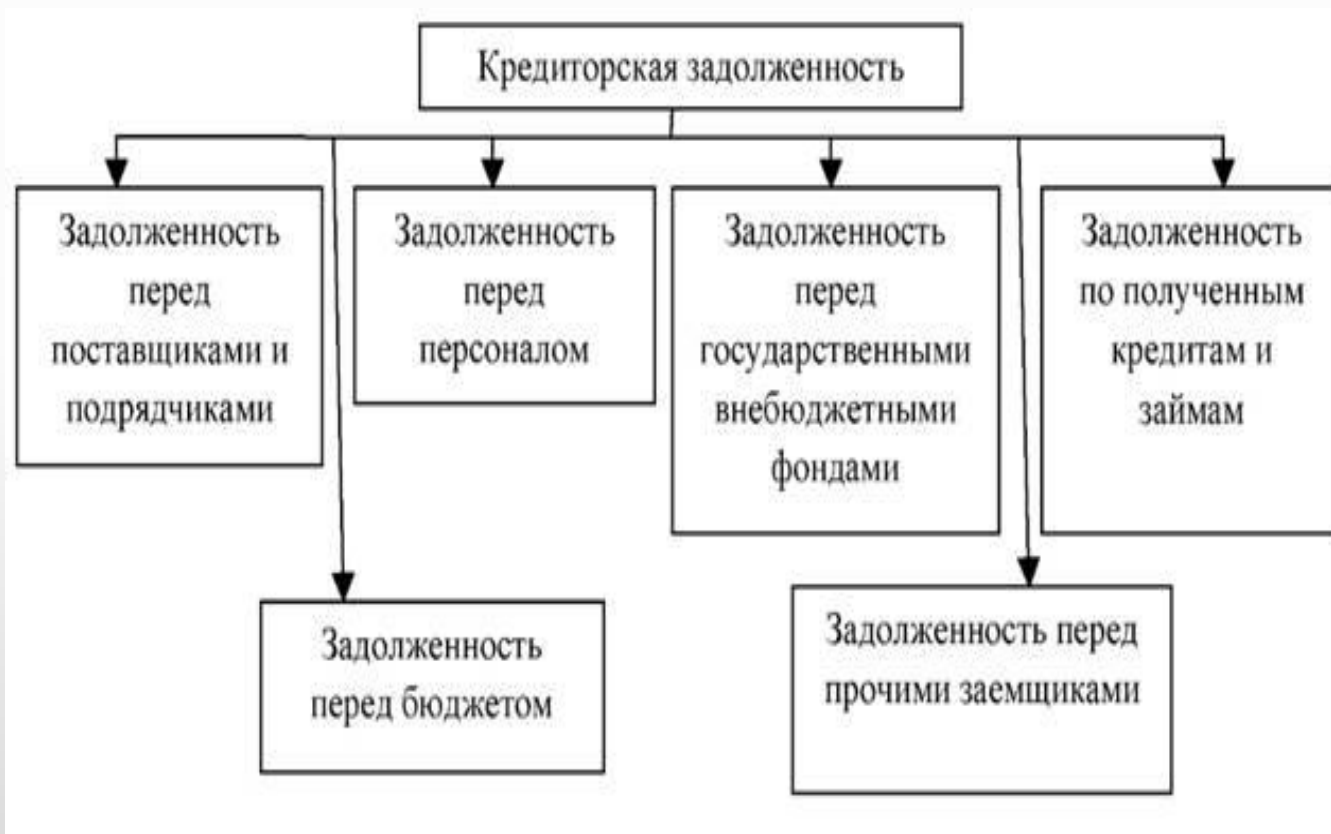 Кредиторская задолженность
Задолженность
перед
поставщиками и
подрядчиками
Задолженность
перед
персоналом
Задолженность
перед
государственными
внебюджетными
фондами
Задолженность
по полученным
кредитам и
займам
Задолженность
перед бюджетом
Задолженность перед
прочими заемщиками